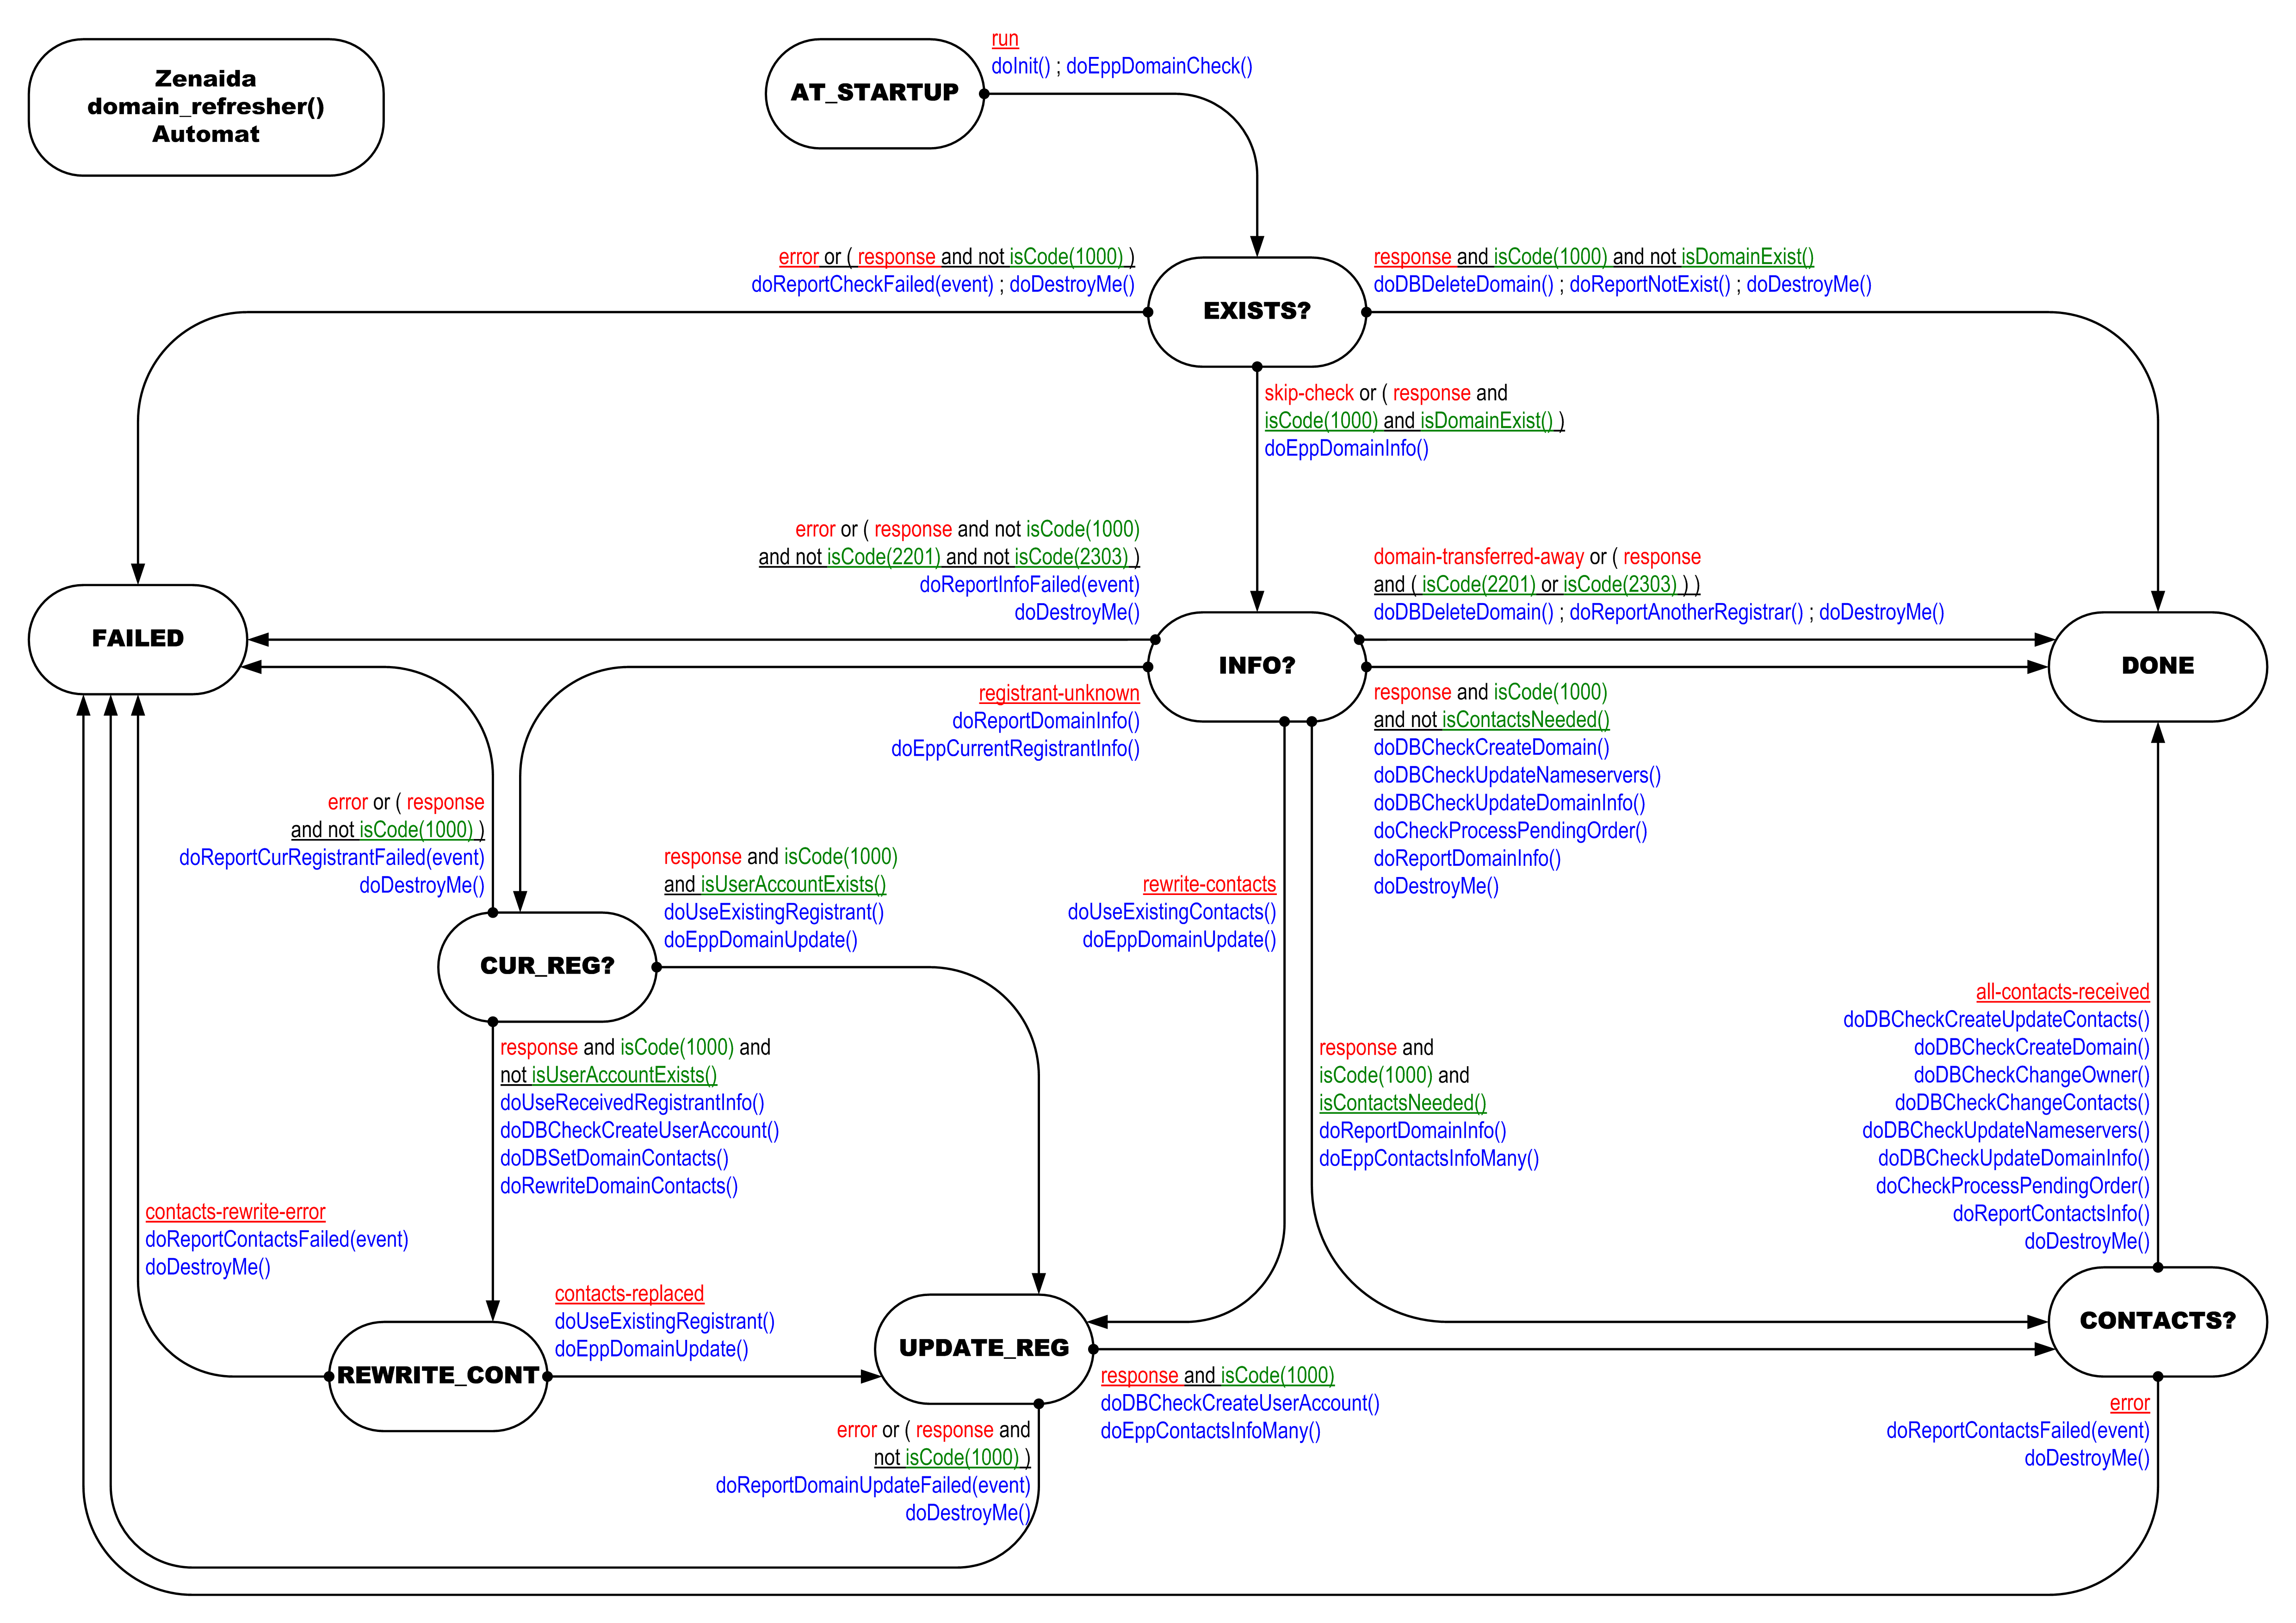 Zenaida
domain_refresher()
Automat
AT_STARTUP
run
doInit() ; doEppDomainCheck()
error or ( response and not isCode(1000) )
doReportCheckFailed(event) ; doDestroyMe()
EXISTS?
response and isCode(1000) and not isDomainExist()
doDBDeleteDomain() ; doReportNotExist() ; doDestroyMe()
skip-check or ( response and
isCode(1000) and isDomainExist() )
doEppDomainInfo()
error or ( response and not isCode(1000)
and not isCode(2201) and not isCode(2303) )
doReportInfoFailed(event)
doDestroyMe()
domain-transferred-away or ( response
and ( isCode(2201) or isCode(2303) ) )
doDBDeleteDomain() ; doReportAnotherRegistrar() ; doDestroyMe()
FAILED
INFO?
DONE
registrant-unknown
doReportDomainInfo()
doEppCurrentRegistrantInfo()
response and isCode(1000)
and not isContactsNeeded()
doDBCheckCreateDomain()
doDBCheckUpdateNameservers()
doDBCheckUpdateDomainInfo()
doCheckProcessPendingOrder()
doReportDomainInfo()
doDestroyMe()
error or ( response
and not isCode(1000) )
doReportCurRegistrantFailed(event)
doDestroyMe()
response and isCode(1000)
and isUserAccountExists()
doUseExistingRegistrant()
doEppDomainUpdate()
rewrite-contacts
doUseExistingContacts()
doEppDomainUpdate()
CUR_REG?
response and isCode(1000) and
not isUserAccountExists()
doUseReceivedRegistrantInfo()
doDBCheckCreateUserAccount()
doDBSetDomainContacts()
doRewriteDomainContacts()
response and
isCode(1000) and
isContactsNeeded()
doReportDomainInfo()
doEppContactsInfoMany()
all-contacts-received
doDBCheckCreateUpdateContacts()
doDBCheckCreateDomain()
doDBCheckChangeOwner()
doDBCheckChangeContacts()
doDBCheckUpdateNameservers()
doDBCheckUpdateDomainInfo()
doCheckProcessPendingOrder()
doReportContactsInfo()
doDestroyMe()
contacts-rewrite-error
doReportContactsFailed(event)
doDestroyMe()
contacts-replaced
doUseExistingRegistrant()
doEppDomainUpdate()
REWRITE_CONT
UPDATE_REG
CONTACTS?
response and isCode(1000)
doDBCheckCreateUserAccount()
doEppContactsInfoMany()
error or ( response and
not isCode(1000) )
doReportDomainUpdateFailed(event)
doDestroyMe()
error
doReportContactsFailed(event)
doDestroyMe()